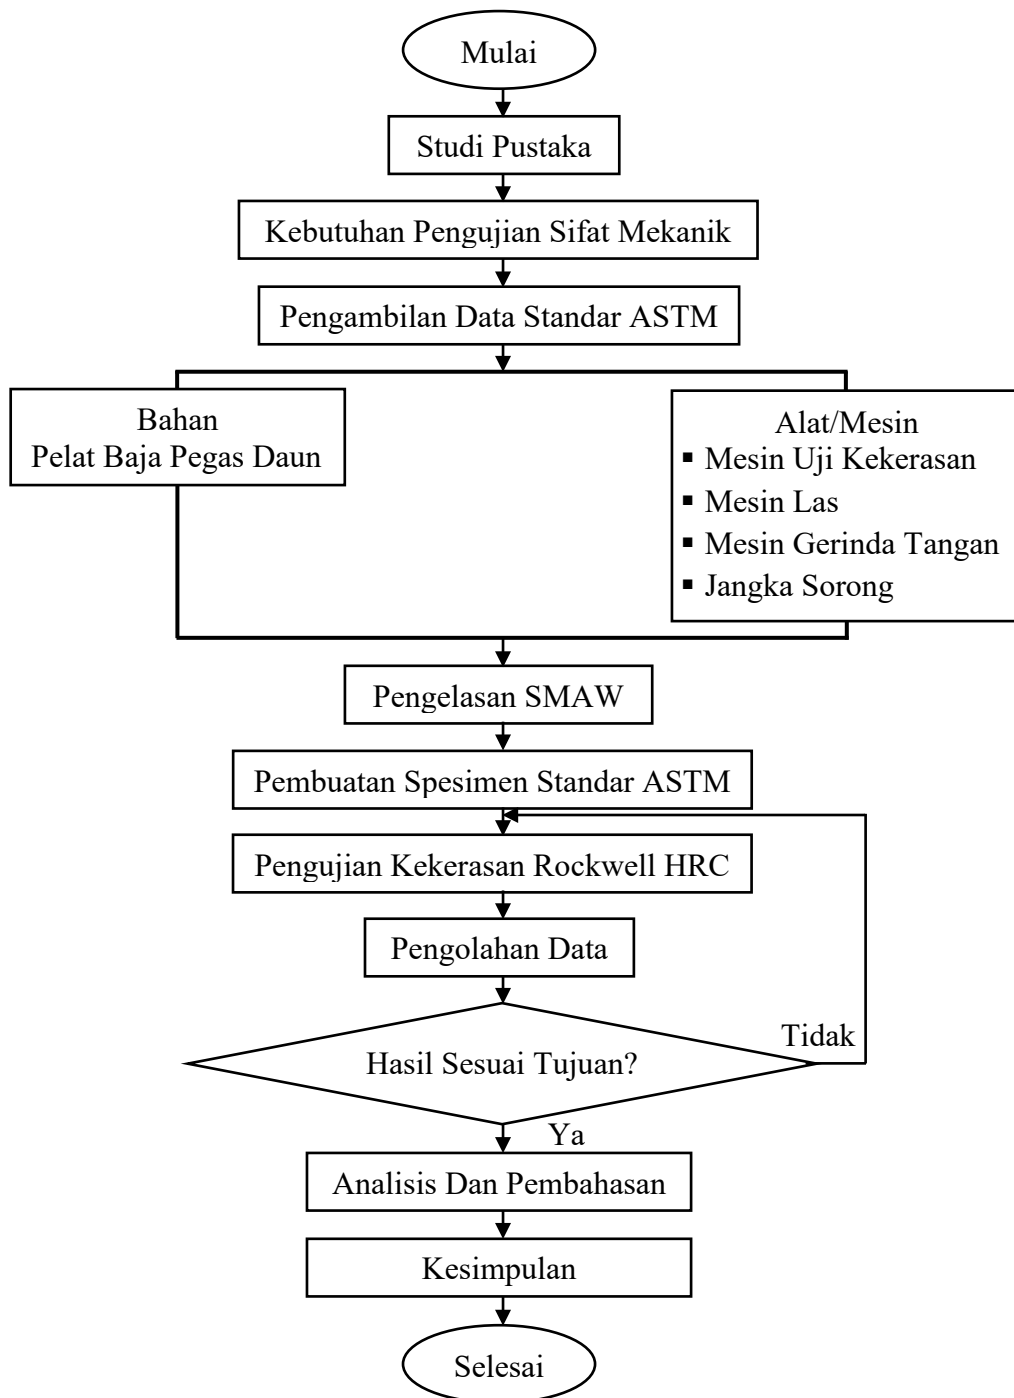 Mulai
Studi Pustaka
Kebutuhan Pengujian Sifat Mekanik
Pengambilan Data Standar ASTM
Bahan
Pelat Baja Pegas Daun
Alat/Mesin
▪ Mesin Uji Kekerasan
▪ Mesin Las
▪ Mesin Gerinda Tangan
▪ Jangka Sorong
Pengelasan SMAW
Pembuatan Spesimen Standar ASTM
Pengujian Kekerasan Rockwell HRC
Pengolahan Data
Hasil Sesuai Tujuan?
Tidak
Ya
Analisis Dan Pembahasan
Kesimpulan
Selesai